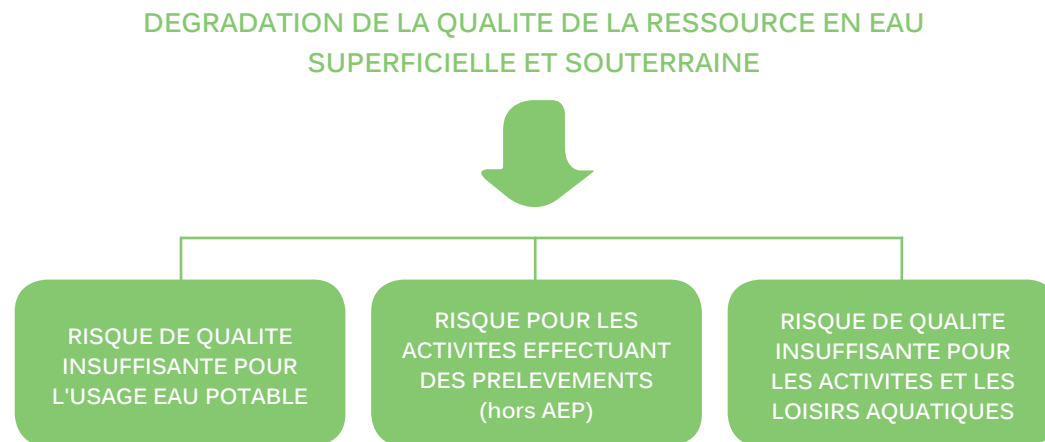 DEGRADATION DE LA QUALITE DE LA RESSOURCE EN EAU
SUPERFICIELLE ET SOUTERRAINE
RISQUE DE QUALITE
INSUFFISANTE POUR
L'USAGE EAU POTABLE
RISQUE POUR LES
ACTIVITES EFFECTUANT
DES PRELEVEMENTS
(hors AEP)
RISQUE DE QUALITE
INSUFFISANTE POUR
LES ACTIVITES ET LES
LOISIRS AQUATIQUES